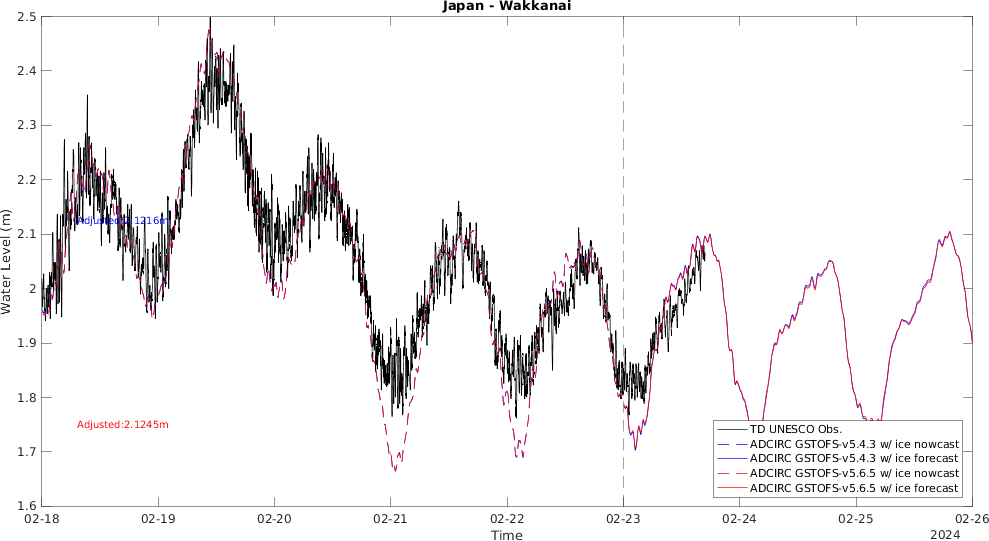 Japan - Wakkanai
2.5
2.4
2.3
2.2
2.1
2
1.9
1.8
1.7
1.6
Water Level (m)
Adjusted:2.1216m
Adjusted:2.1245m
TD UNESCO Obs.
ADCIRC GSTOFS-v5.4.3 w/ ice nowcast
ADCIRC GSTOFS-v5.4.3 w/ ice forecast
ADCIRC GSTOFS-v5.6.5 w/ ice nowcast
ADCIRC GSTOFS-v5.6.5 w/ ice forecast
02-18 02-19 02-20 02-21 02-22 02-23 02-24 02-25 02-26
Time
2024